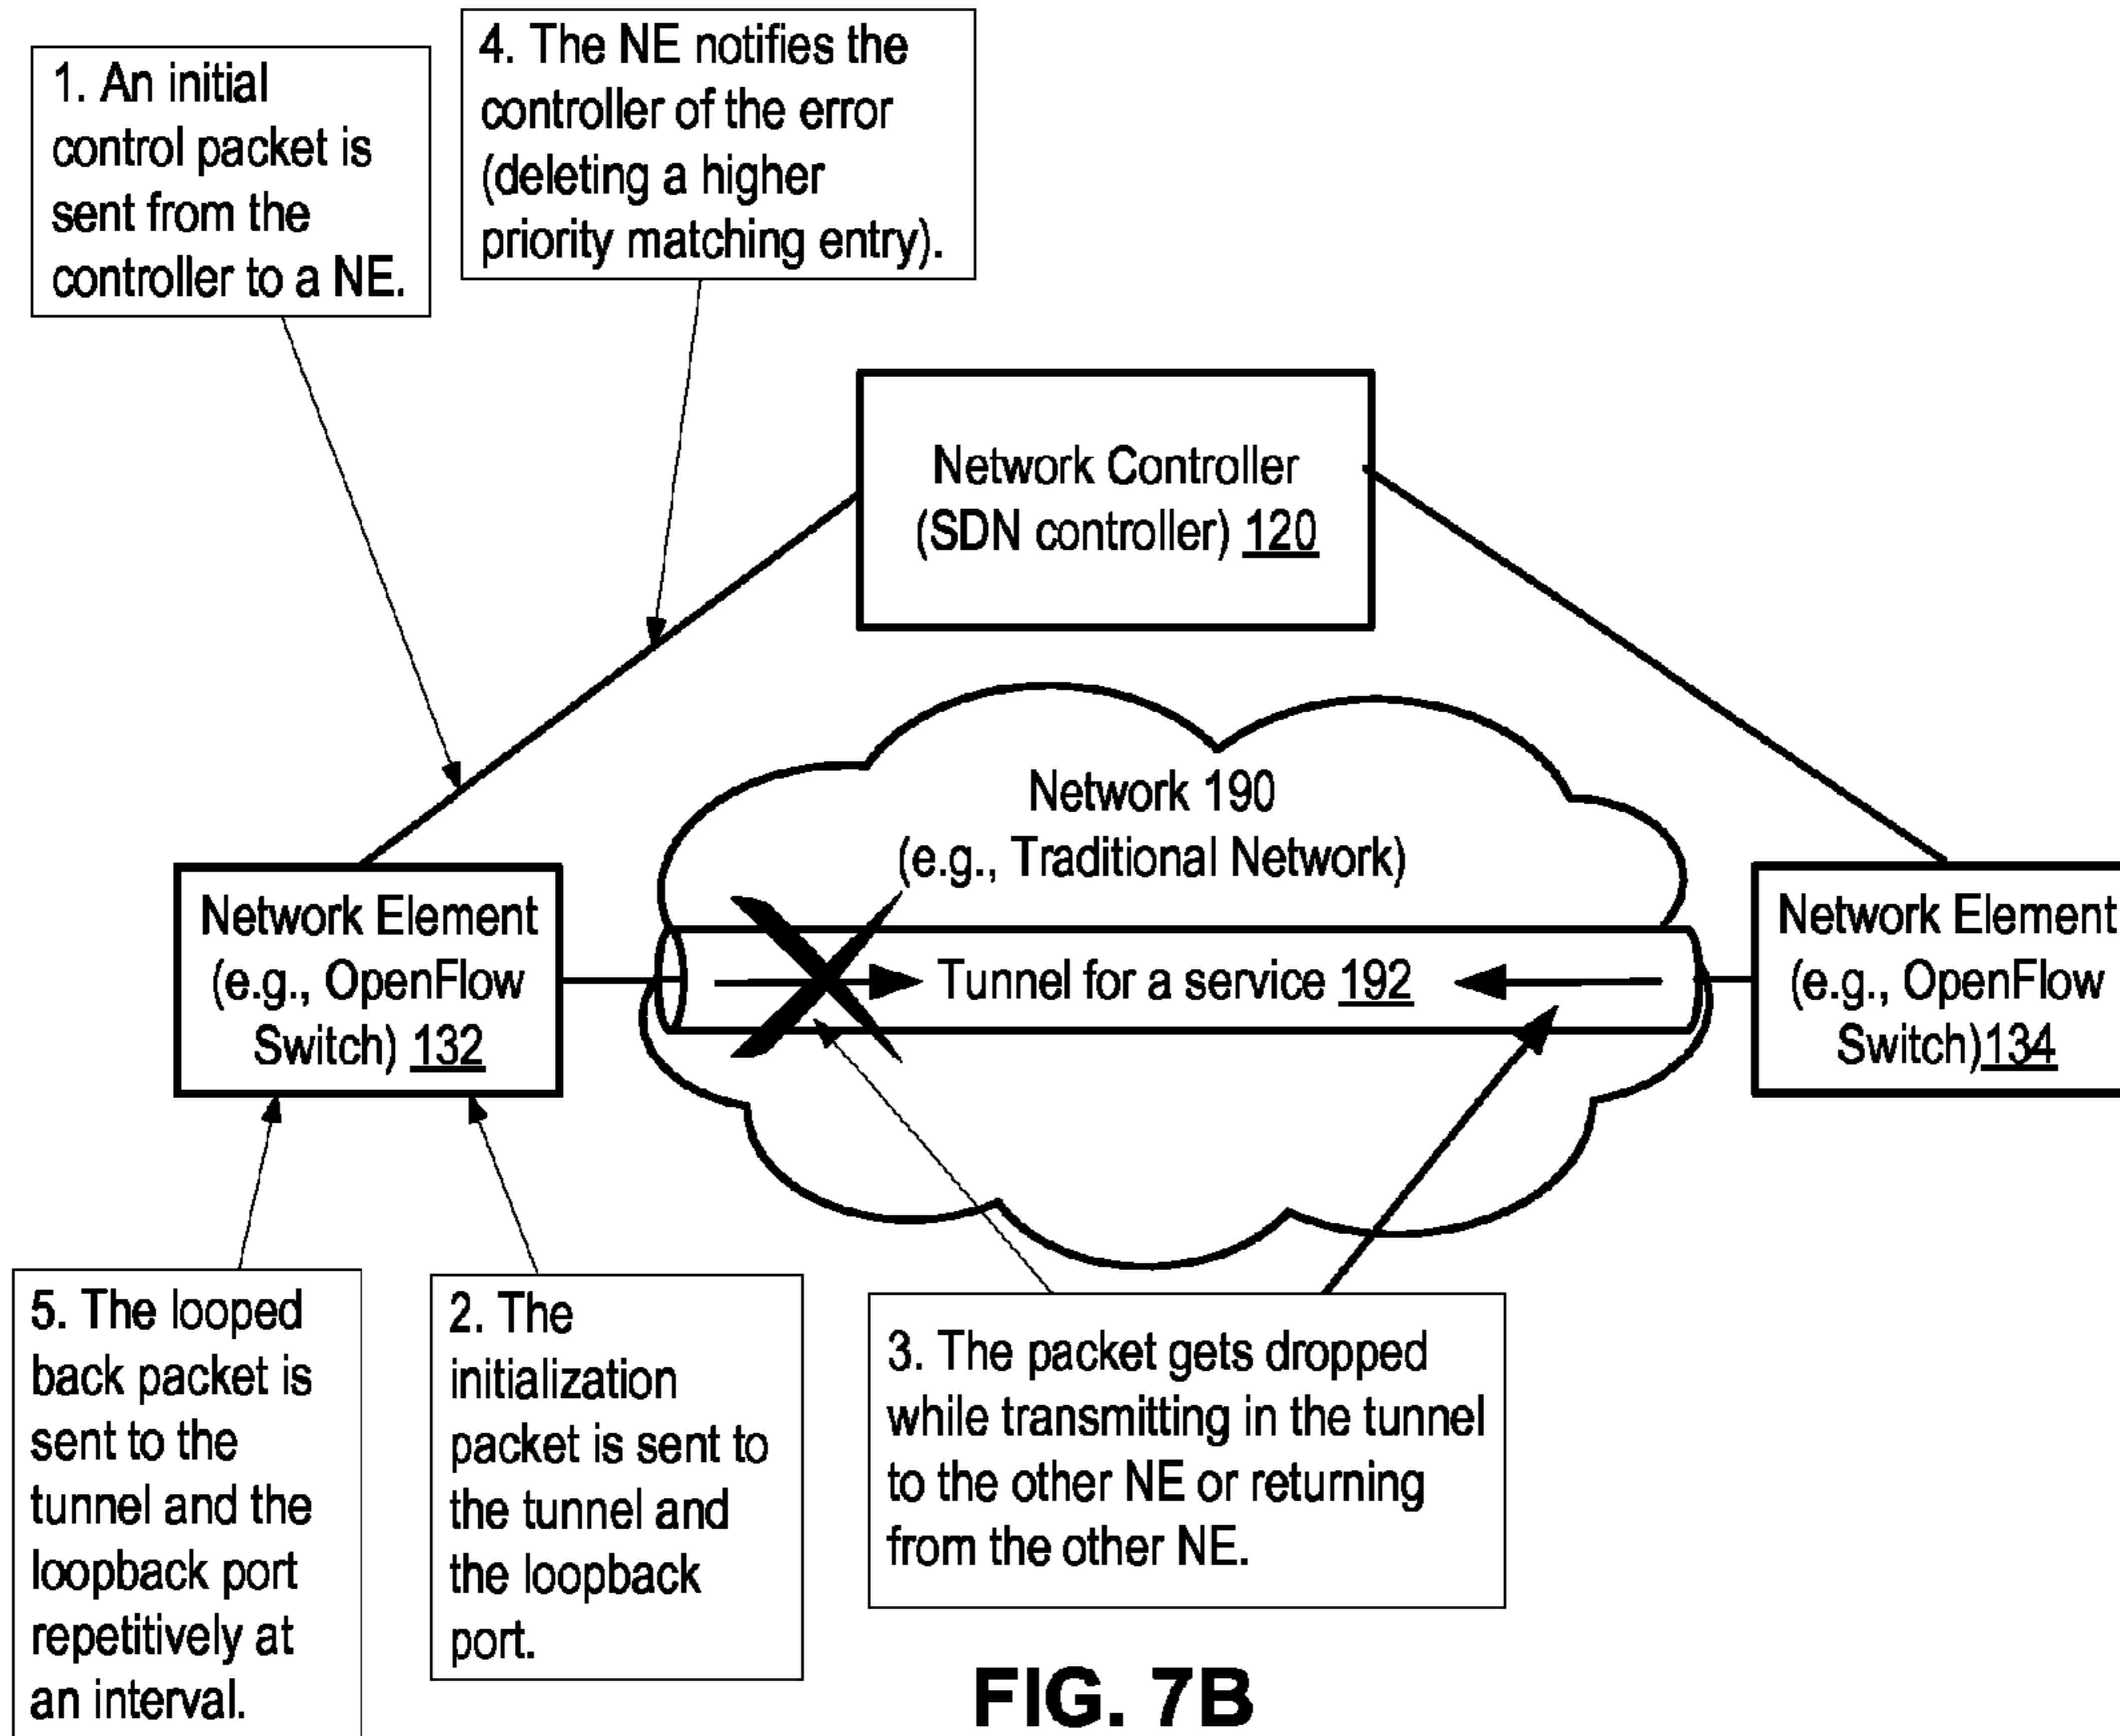 1. An initial
control packet is
sent from the
controller to a NE.
4. The NE notifies the
controller of the error
(deleting a higher
priority matching entry).
Network Controller
(SDN controller) 120
Network 190
(e.g., Traditional Network)
Network Element
(e.g., OpenFlow
Switch) 132
Tunnel for a service 192
Network Element
(e.g., OpenFlow
Switch)134
5. The looped
back packet is
sent to the
tunnel and the
loopback port
repetitively at
an interval.
2. The
initialization
packet is sent to
the tunnel and
the loopback
port.
3. The packet gets dropped
while transmitting in the tunnel
to the other NE or returning
from the other NE.
FIG. 7B